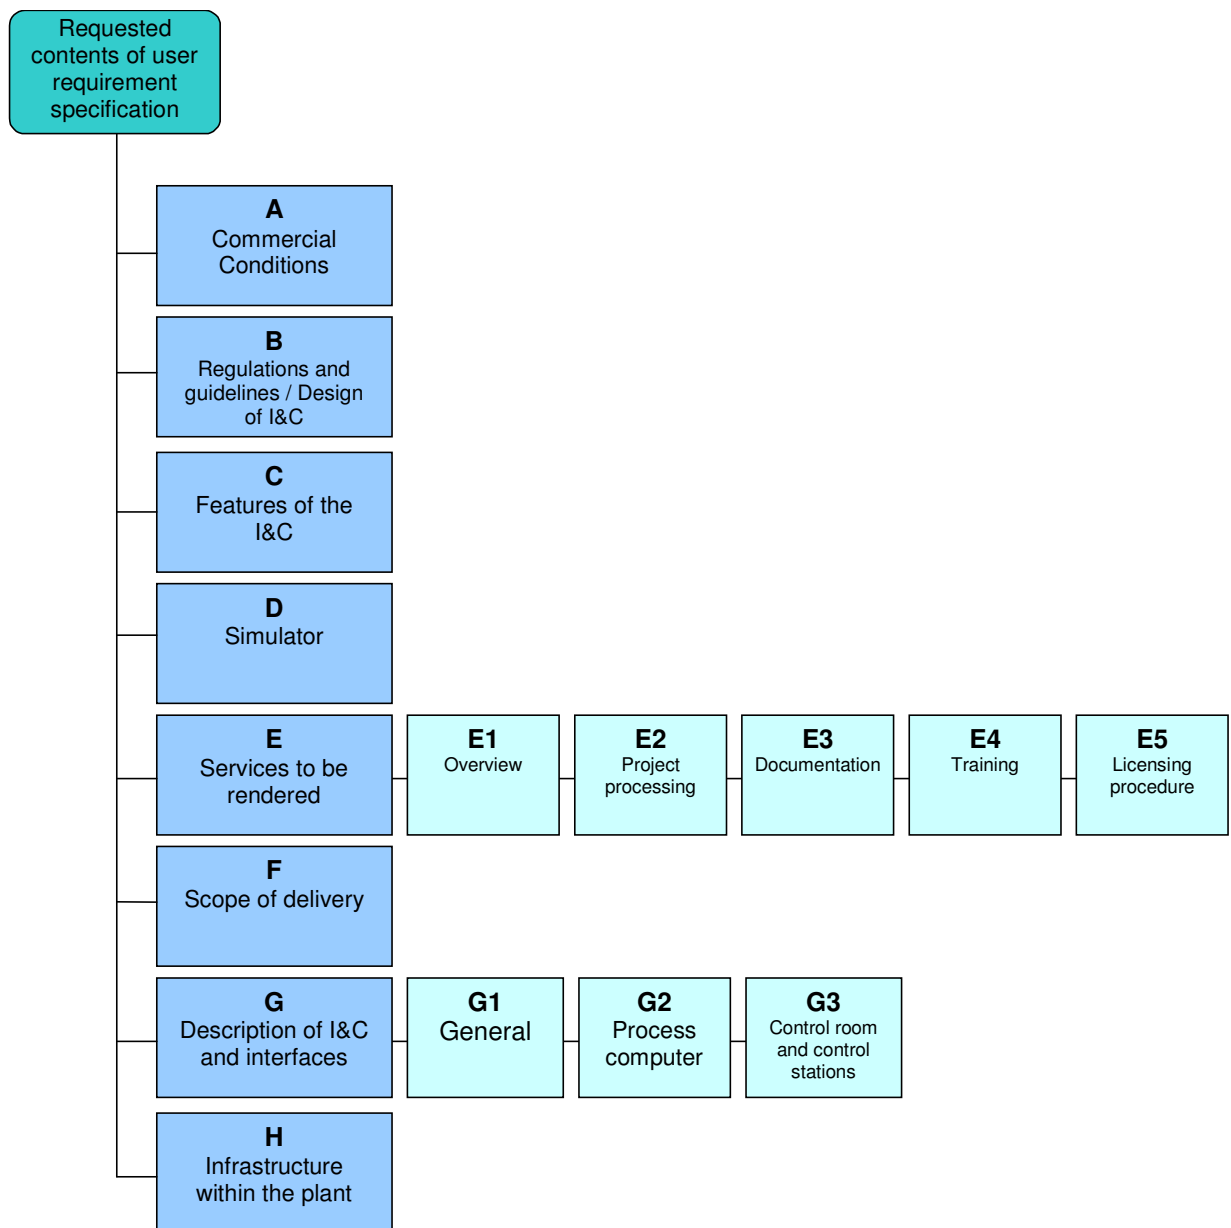 Requested
contents of user
requirement
specification
A
Commercial
Conditions
B
Regulations and
guidelines / Design
of I&C
C
Features of the
I&C
D
Simulator
E
Services to be
rendered
E1
Overview
E2
Project
processing
E3
Documentation
E4
Training
E5
Licensing
procedure
F
Scope of delivery
G
Description of I&C
and interfaces
G1
General
G2
Process
computer
G3
Control room
and control
stations
H
Infrastructure
within the plant